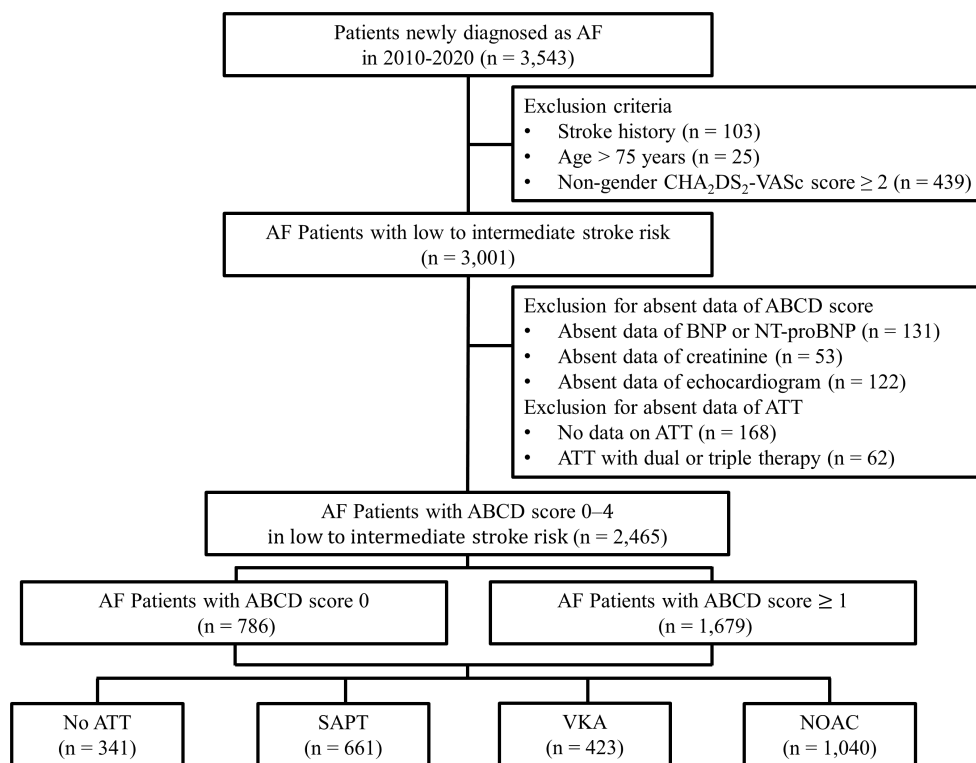 Patients newly diagnosed as AF
in 2010-2020 (n = 3,543)
Exclusion criteria
• Stroke history (n = 103)
• Age > 75 years (n = 25)
• Non-gender CHA₂DS₂-VASc score ≥ 2 (n = 439)
AF Patients with low to intermediate stroke risk
(n = 3,001)
Exclusion for absent data of ABCD score
• Absent data of BNP or NT-proBNP (n = 131)
• Absent data of creatinine (n = 53)
• Absent data of echocardiogram (n = 122)
Exclusion for absent data of ATT
• No data on ATT (n = 168)
• ATT with dual or triple therapy (n = 62)
AF Patients with ABCD score 0–4
in low to intermediate stroke risk (n = 2,465)
AF Patients with ABCD score 0
(n = 786)
AF Patients with ABCD score ≥ 1
(n = 1,679)
No ATT
(n = 341)
SAPT
(n = 661)
VKA
(n = 423)
NOAC
(n = 1,040)